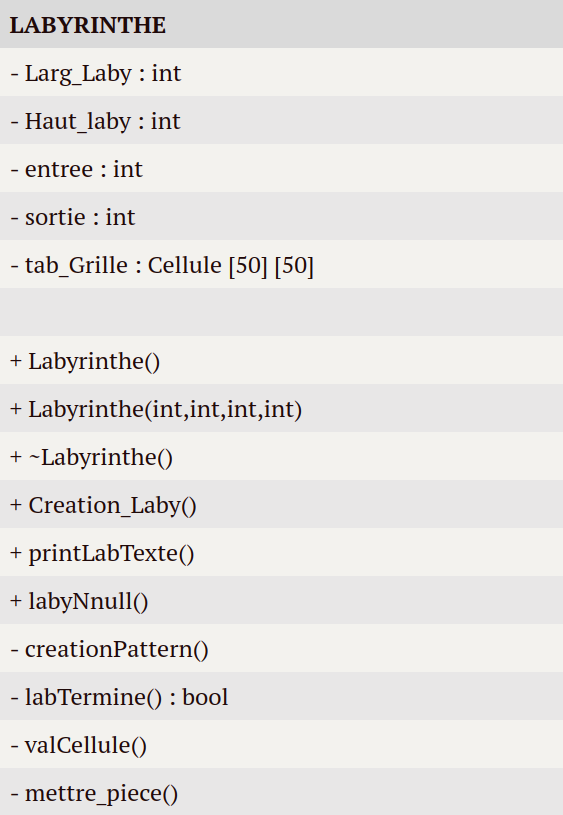 LABYRINTHE
- Larg_Laby : int
- Haut_laby : int
- entree : int
- sortie : int
- tab_Grille : Cellule [50] [50]
+ Labyrinthe()
+ Labyrinthe(int,int,int,int)
+ ~Labyrinthe()
+ Creation_Laby()
+ printLabTexte()
+ labyNnull()
- creationPattern()
- labTermine() : bool
- valCellule()
- mettre_piece()